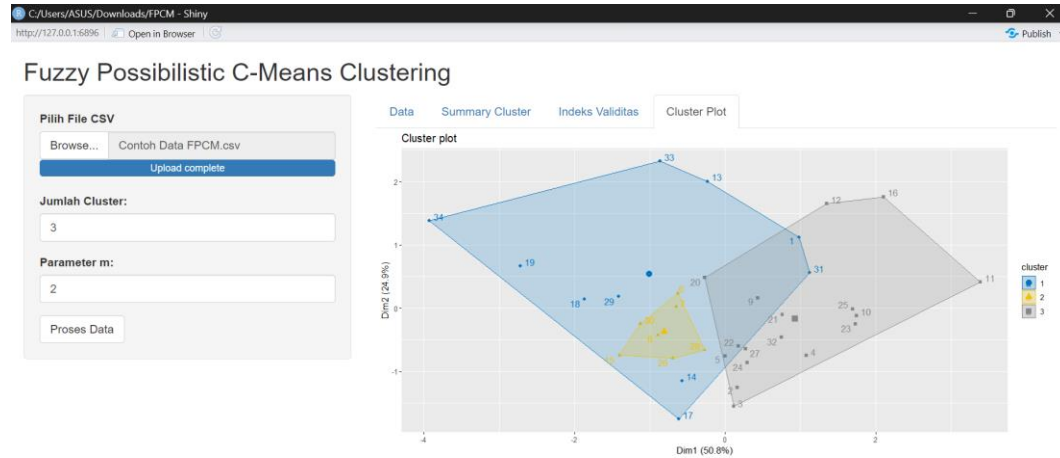 C:/Users/ASUS/Downloads/FPCM - Shiny
http://127.0.0.1:6896 Open in Browser Publish
Fuzzy Possibilistic C-Means Clustering
Pilih File CSV
Browse... Contoh Data FPCM.csv
Upload complete
Jumlah Cluster:
3
Parameter m:
2
Proses Data
Data Summary Cluster Indeks Validitas Cluster Plot
Cluster plot
33
13
16
12
34
1
31
19
11
20
18
29
9
25
10
21
23
32
22
27
5
4
24
14
2
3
17
2
1
0
-1
Dim2 (24.9%)
-4 -2 0 2
Dim1 (50.8%)
cluster
1
2
3